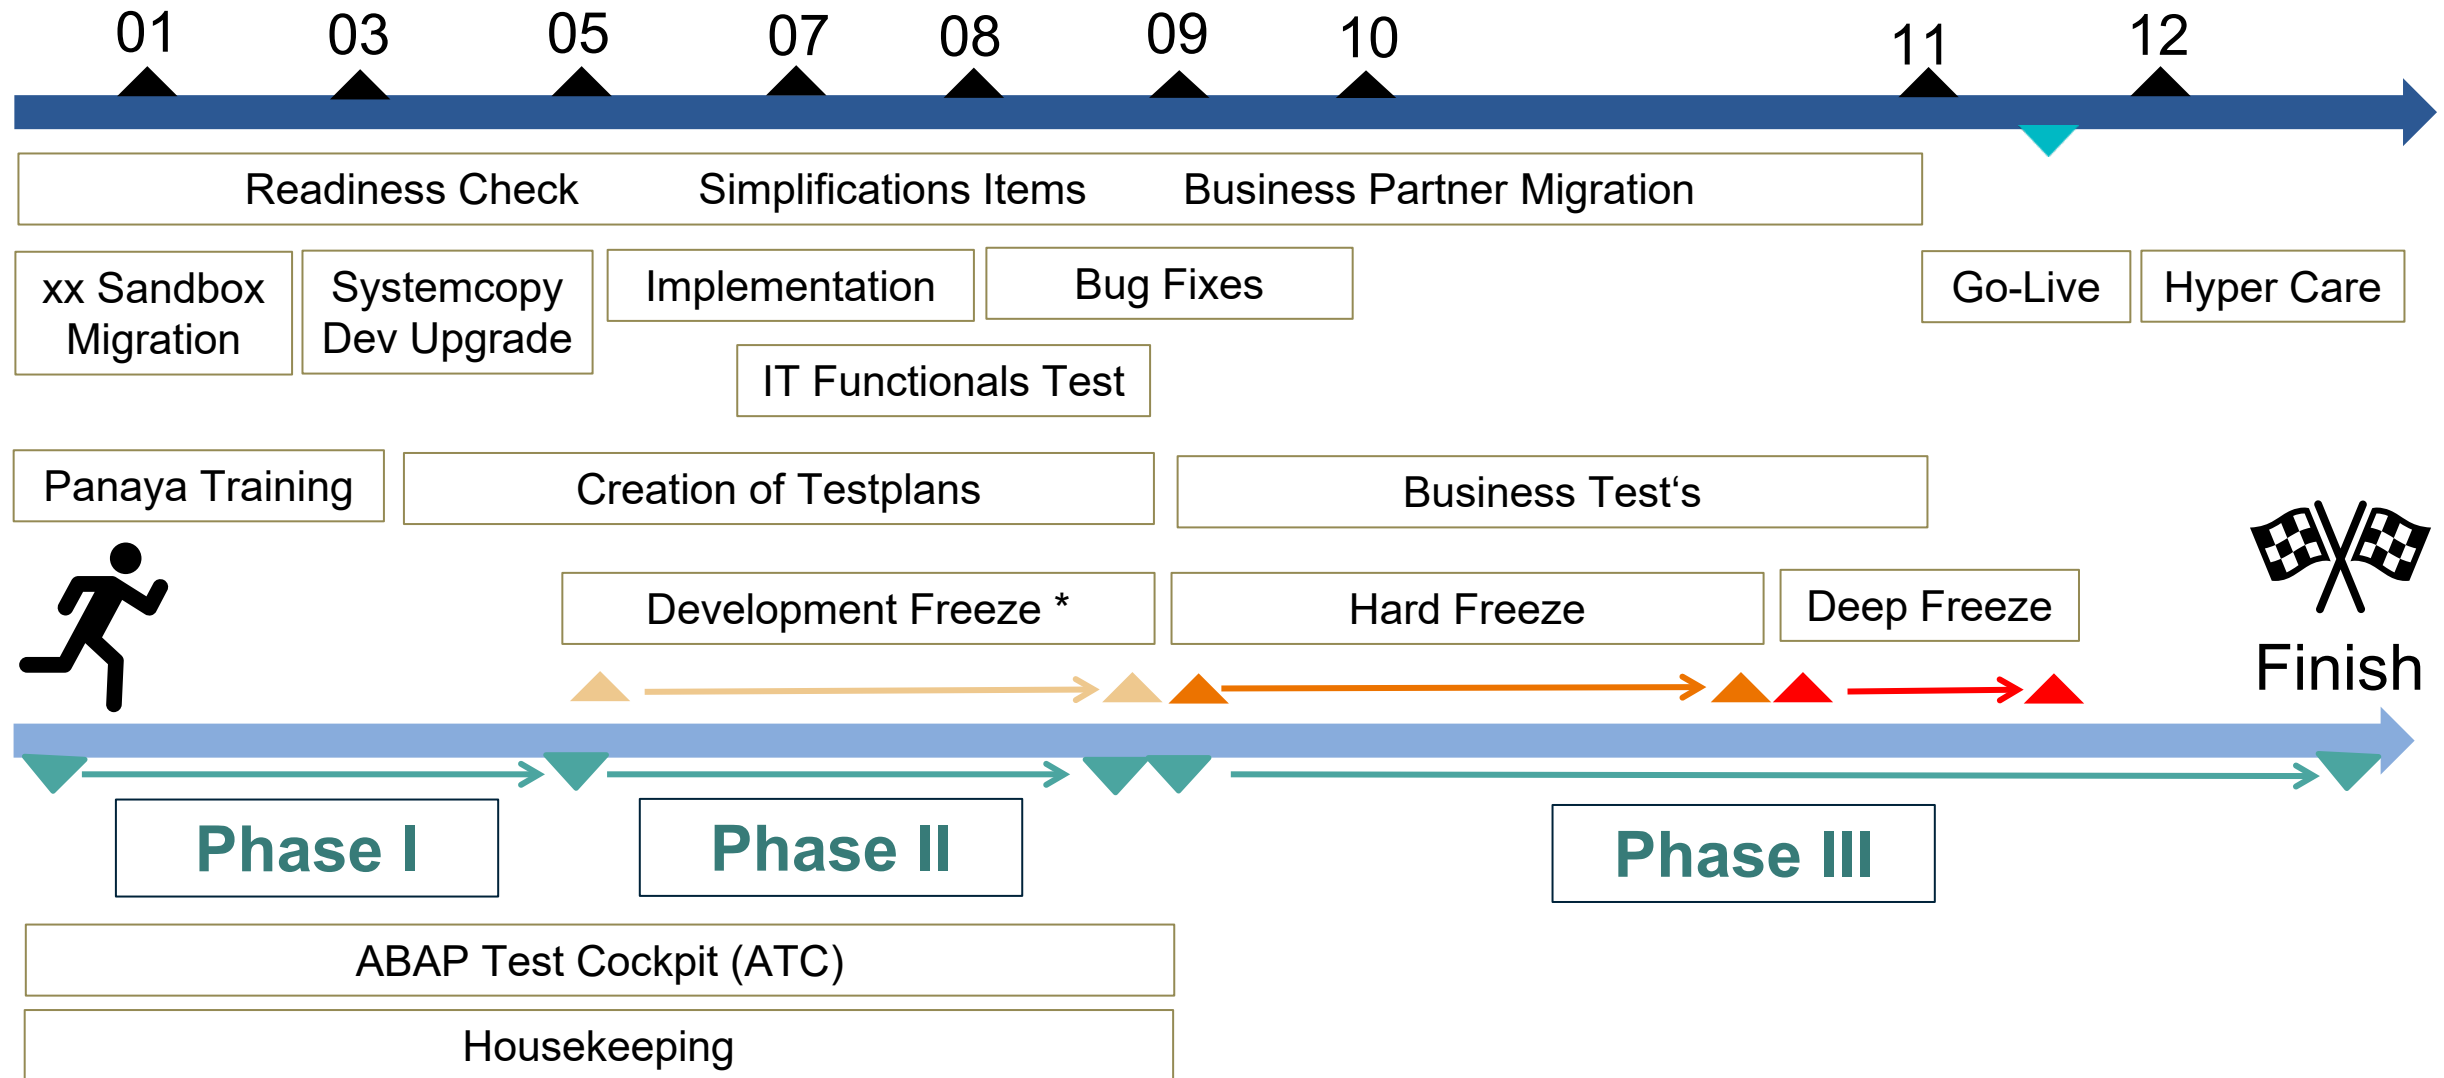 01 03 05 07 08 09 10 11 12
Readiness Check Simplifications Items Business Partner Migration
xx Sandbox
Migration
Systemcopy
Dev Upgrade
Implementation
Bug Fixes
Go-Live
Hyper Care
IT Functionals Test
Panaya Training
Creation of Testplans
Business Test‘s
Development Freeze *
Hard Freeze
Deep Freeze
Finish
Phase I
Phase II
Phase III
ABAP Test Cockpit (ATC)
Housekeeping